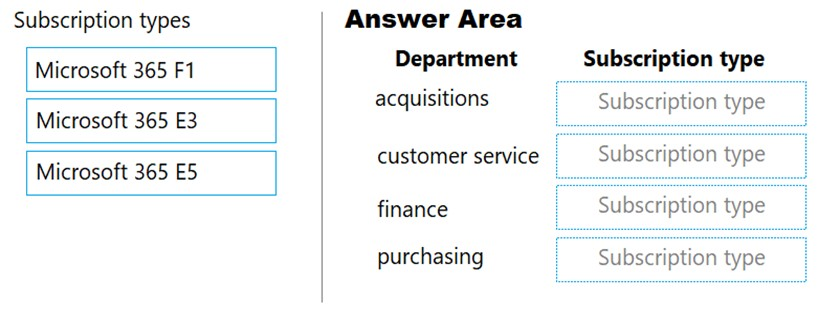 Subscription types
Microsoft 365 F1
Microsoft 365 E3
Microsoft 365 E5
Answer Area
Department Subscription type
acquisitions Subscription type
customer service Subscription type
finance Subscription type
purchasing Subscription type